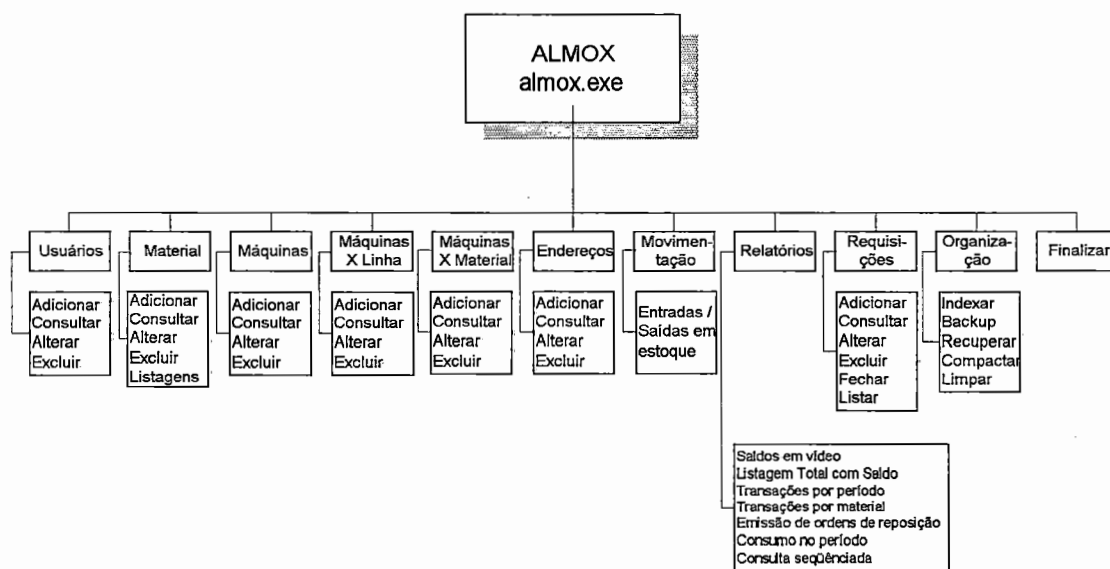 ALMOX
almox.exe
Usuários
Material
Máquinas
Máquinas
X Linha
Máquinas
X Material
Endereços
Movimen-
tação
Relatórios
Requisi-
ções
Organiza-
ção
Finalizar
Adicionar
Consultar
Alterar
Excluir
Adicionar
Consultar
Alterar
Excluir
Listagens
Adicionar
Consultar
Alterar
Excluir
Adicionar
Consultar
Alterar
Excluir
Adicionar
Consultar
Alterar
Excluir
Adicionar
Consultar
Alterar
Excluir
Entradas /
Saídas em
estoque
Adicionar
Consultar
Alterar
Excluir
Fechar
Listar
Indexar
Backup
Recuperar
Compactar
Limpar
Saldos em vídeo
Listagem Total com Saldo
Transações por período
Transações por material
Emissão de ordens de reposição
Consumo no período
Consulta seqüênciada